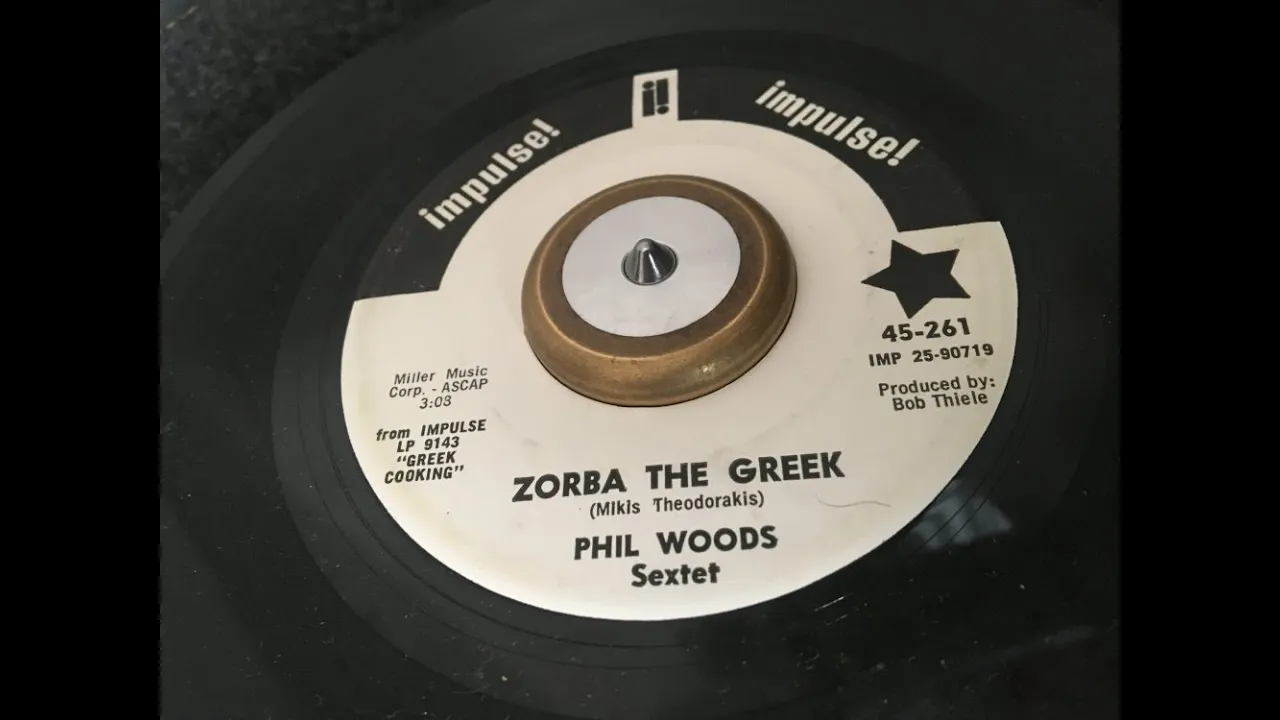 impulse!
i!
impulse!
45-261
IMP 25-90719
Produced by:
Bob Thiele
Miller Music
Corp. - ASCAP
3:03
from IMPULSE
LP 9143
"GREEK
COOKING"
ZORBA THE GREEK
(Mikis Theodorakis)
PHIL WOODS
Sextet